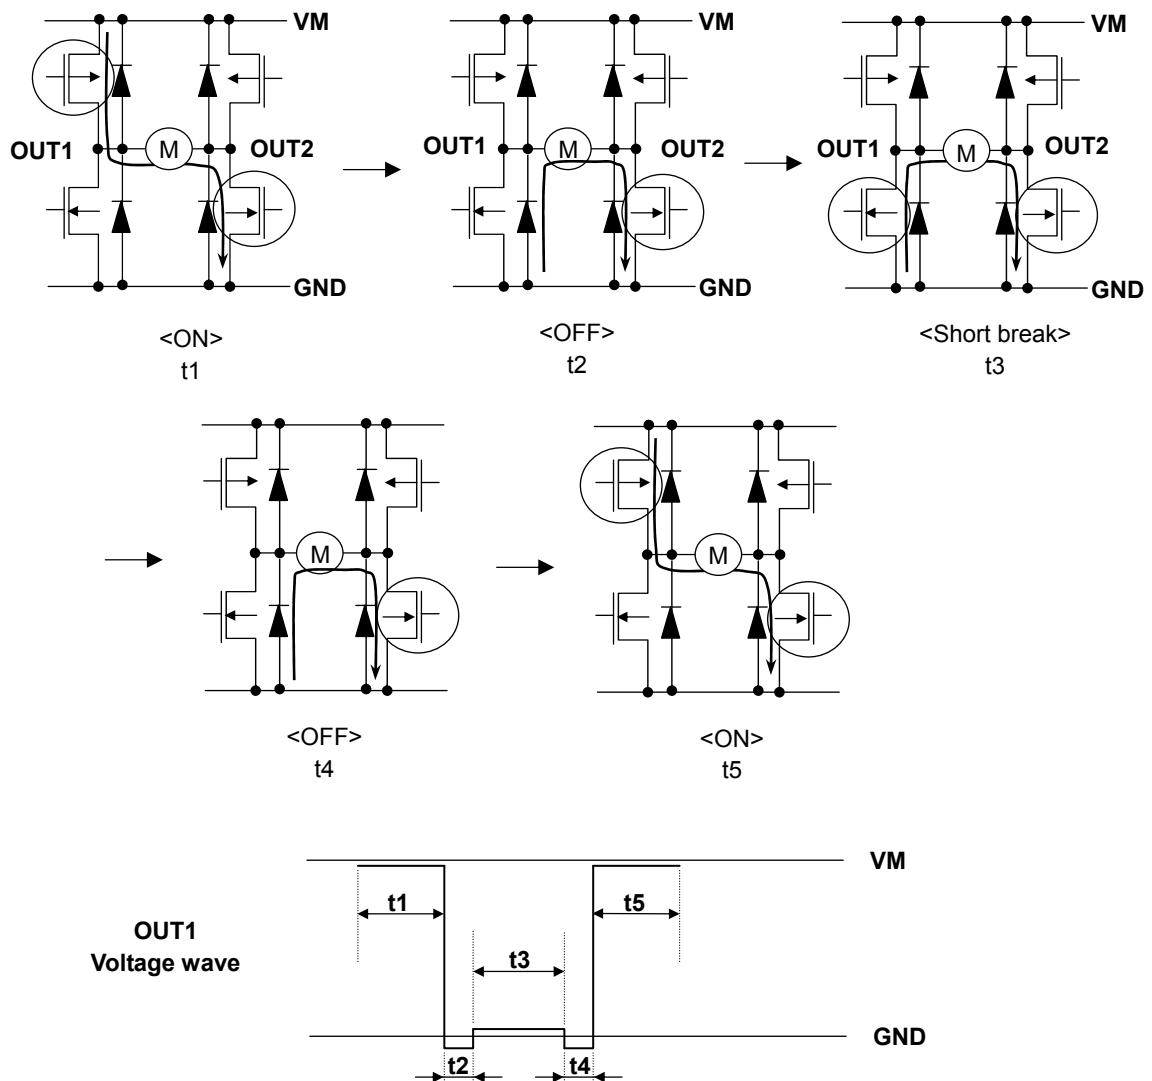 VM
VM
VM
M
M
M
OUT1
OUT2
OUT1
OUT2
OUT1
OUT2
GND
GND
GND
<ON>
t1
<OFF>
t2
<Short break>
t3
M
M
<OFF>
t4
<ON>
t5
VM
t1
t5
OUT1
Voltage wave
t3
GND
t2
t4